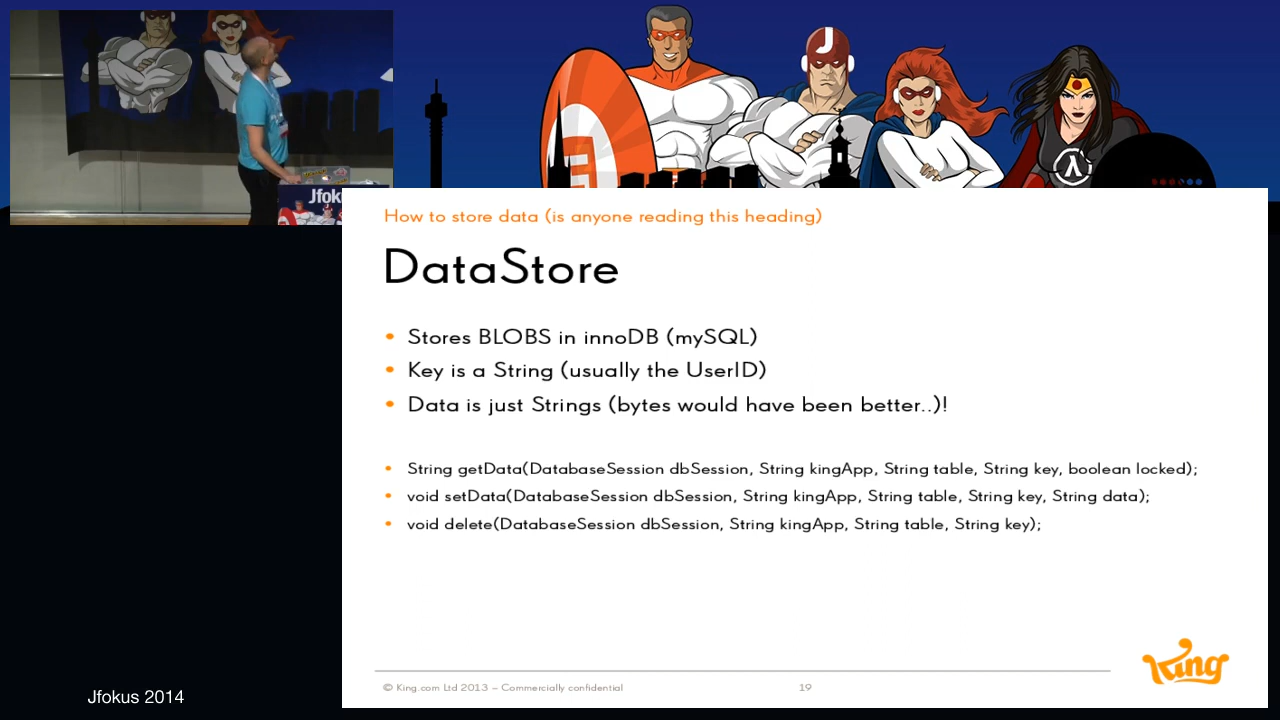 Jfok
How to store data (is anyone reading this heading)
DataStore
• Stores BLOBS in innoDB (mySQL)
• Key is a String (usually the UserID)
• Data is just Strings (bytes would have been better..)!
• String getData(DatabaseSession dbSession, String kingApp, String table, String key, boolean locked);
• void setData(DatabaseSession dbSession, String kingApp, String table, String key, String data);
• void delete(DatabaseSession dbSession, String kingApp, String table, String key);
King
© King.com Ltd 2013 – Commercially confidential 19
Jfokus 2014